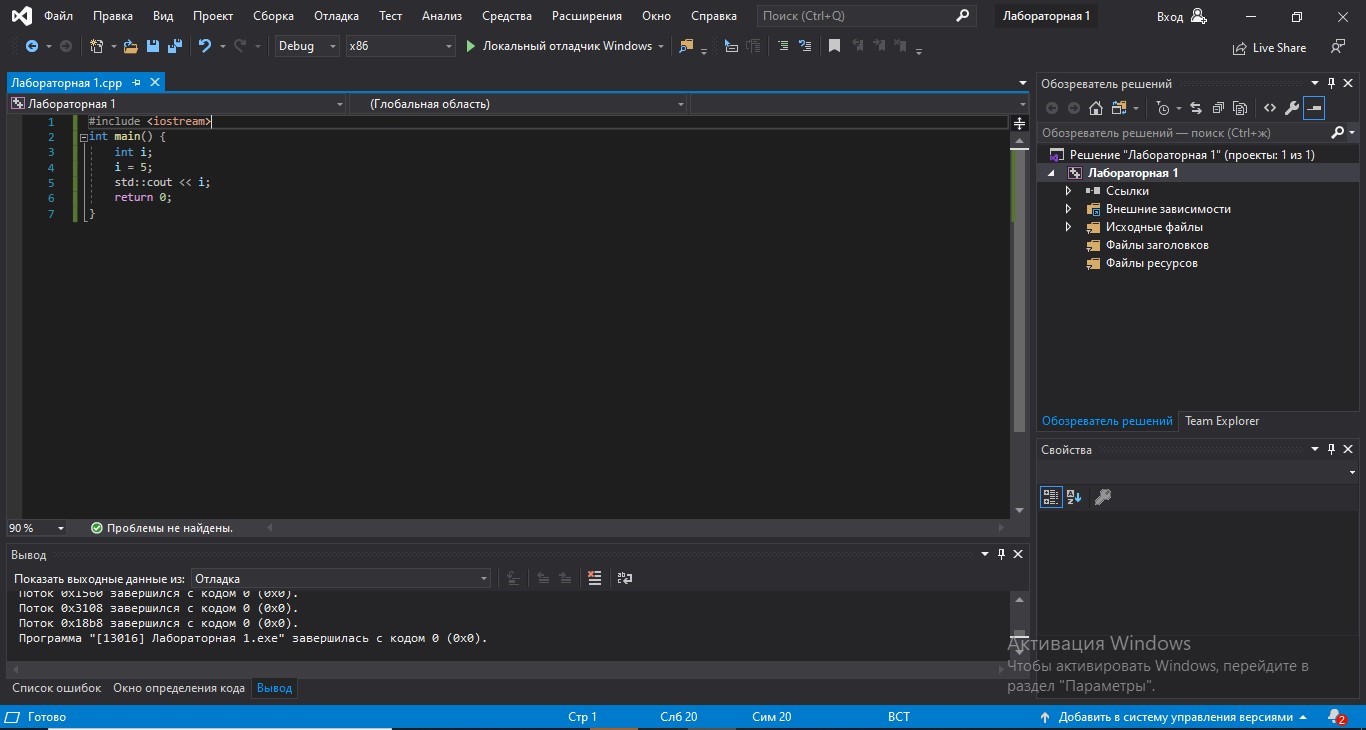 Файл Правка Вид Проект Сборка Отладка Тест Анализ Средства Расширения Окно Справка Поиск (Ctrl+Q) Лабораторная 1 Вход
Debug x86 Локальный отладчик Windows Live Share
Лабораторная 1.cpp
Лабораторная 1 (Глобальная область)
1 #include <iostream>
2 int main() {
3 int i;
4 i = 5;
5 std::cout << i;
6 return 0;
7 }
90 % Проблемы не найдены.
Вывод
Показать выходные данные из: Отладка
Поток 0x1560 завершился с кодом 0 (0x0).
Поток 0x3108 завершился с кодом 0 (0x0).
Поток 0x18b8 завершился с кодом 0 (0x0).
Программа "[13016] Лабораторная 1.exe" завершилась с кодом 0 (0x0).
Список ошибок Окно определения кода Вывод
Обозреватель решений
Обозреватель решений — поиск (Ctrl+ж)
Решение "Лабораторная 1" (проекты: 1 из 1)
Лабораторная 1
Ссылки
Внешние зависимости
Исходные файлы
Файлы заголовков
Файлы ресурсов
Обозреватель решений Team Explorer
Свойства
Активация Windows
Чтобы активировать Windows, перейдите в
раздел "Параметры".
Готово Стр 1 Слб 20 Сим 20 ВСТ Добавить в систему управления версиями 2